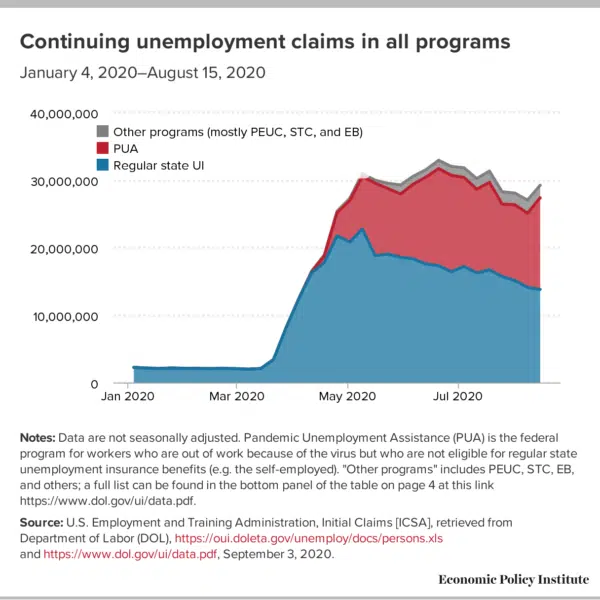 Continuing unemployment claims in all programs
January 4, 2020–August 15, 2020
40,000,000
Other programs (mostly PEUC, STC, and EB)
PUA
Regular state UI
30,000,000
20,000,000
10,000,000
0
Jan 2020 Mar 2020 May 2020 Jul 2020
Notes: Data are not seasonally adjusted. Pandemic Unemployment Assistance (PUA) is the federal
program for workers who are out of work because of the virus but who are not eligible for regular state
unemployment insurance benefits (e.g. the self-employed). "Other programs" includes PEUC, STC, EB,
and others; a full list can be found in the bottom panel of the table on page 4 at this link
https://www.dol.gov/ui/data.pdf.
Source: U.S. Employment and Training Administration, Initial Claims [ICSA], retrieved from
Department of Labor (DOL), https://oui.doleta.gov/unemploy/docs/persons.xls
and https://www.dol.gov/ui/data.pdf, September 3, 2020.
Economic Policy Institute